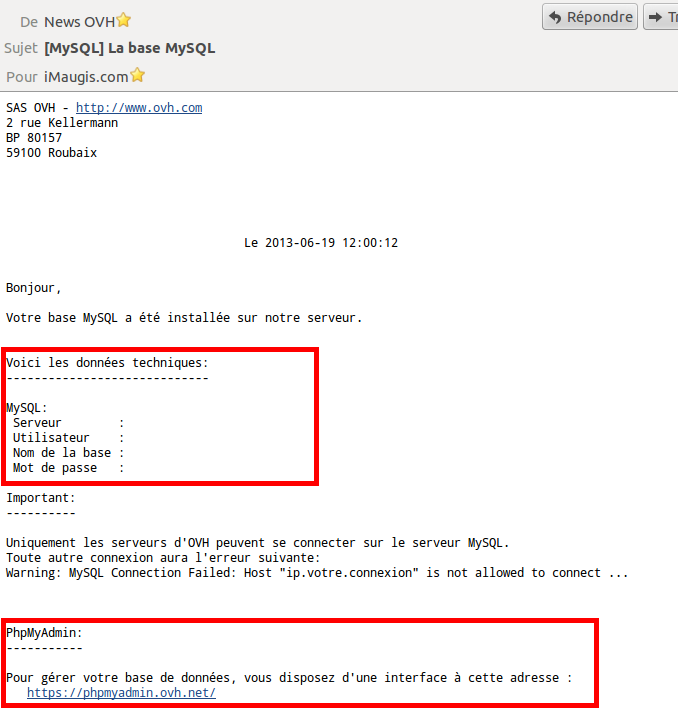 De News OVH
Répondre
Tr
Sujet [MySQL] La base MySQL
Pour iMaugis.com
SAS OVH - http://www.ovh.com
2 rue Kellermann
BP 80157
59100 Roubaix
Le 2013-06-19 12:00:12
Bonjour,
Votre base MySQL a été installée sur notre serveur.
Voici les données techniques:
-----------------------------
MySQL:
Serveur :
Utilisateur :
Nom de la base :
Mot de passe :
Important:
----------
Uniquement les serveurs d'OVH peuvent se connecter sur le serveur MySQL.
Toute autre connexion aura l'erreur suivante:
Warning: MySQL Connection Failed: Host "ip.votre.connexion" is not allowed to connect ...
PhpMyAdmin:
-----------
Pour gérer votre base de données, vous disposez d'une interface à cette adresse :
https://phpmyadmin.ovh.net/